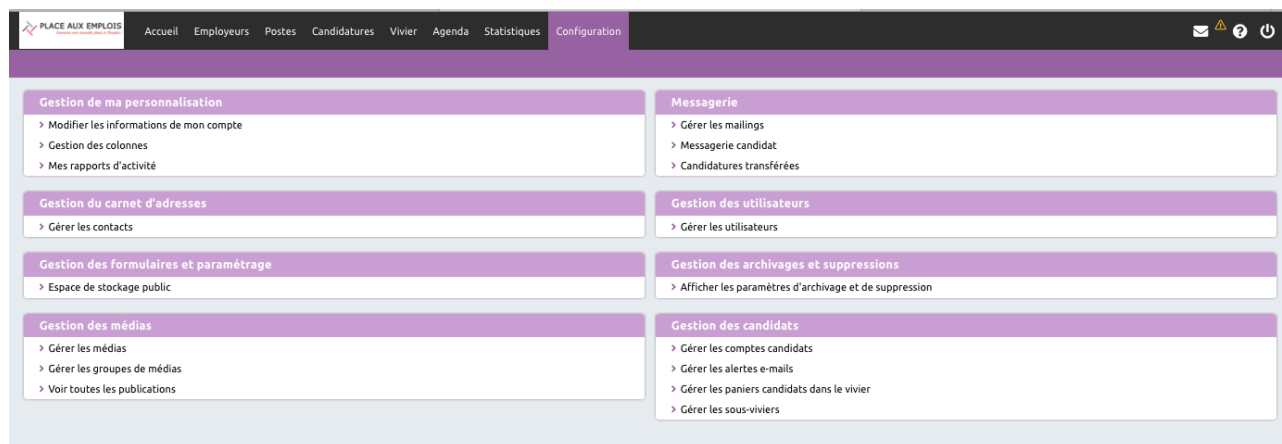 PLACE AUX EMPLOIS
Accueil Employeurs Postes Candidatures Vivier Agenda Statistiques Configuration
Gestion de ma personnalisation
Modifier les informations de mon compte
Gestion des colonnes
Mes rapports d'activité
Messagerie
Gérer les mailings
Messagerie candidat
Candidatures transférées
Gestion du carnet d'adresses
Gérer les contacts
Gestion des utilisateurs
Gérer les utilisateurs
Gestion des formulaires et paramétrage
Espace de stockage public
Gestion des archivages et suppressions
Afficher les paramètres d'archivage et de suppression
Gestion des médias
Gérer les médias
Gérer les groupes de médias
Voir toutes les publications
Gestion des candidats
Gérer les comptes candidats
Gérer les alertes e-mails
Gérer les paniers candidats dans le vivier
Gérer les sous-viviers